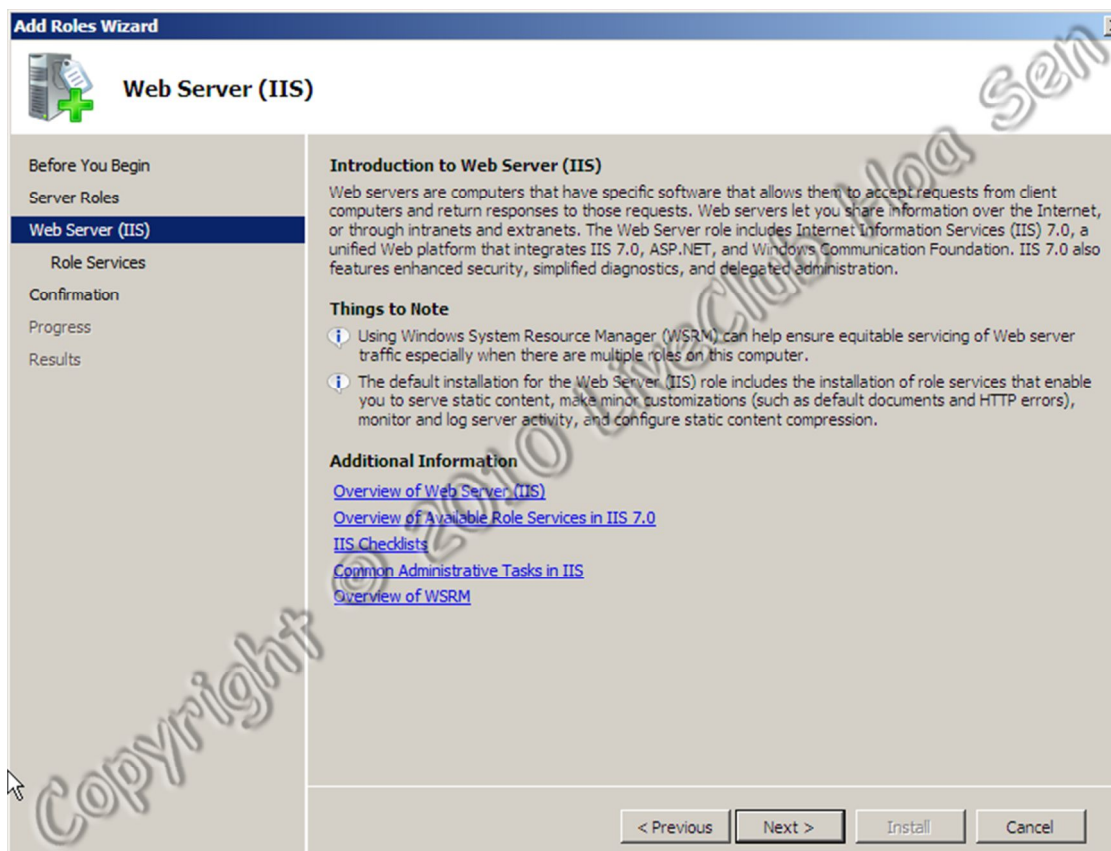 Add Roles Wizard
Web Server (IIS)
Before You Begin
Server Roles
Web Server (IIS)
Role Services
Confirmation
Progress
Results
Introduction to Web Server (IIS)
Web servers are computers that have specific software that allows them to accept requests from client
computers and return responses to those requests. Web servers let you share information over the Internet,
or through intranets and extranets. The Web Server role includes Internet Information Services (IIS) 7.0, a
unified Web platform that integrates IIS 7.0, ASP.NET, and Windows Communication Foundation. IIS 7.0 also
features enhanced security, simplified diagnostics, and delegated administration.
Things to Note
Using Windows System Resource Manager (WSRM) can help ensure equitable servicing of Web server
traffic especially when there are multiple roles on this computer.
The default installation for the Web Server (IIS) role includes the installation of role services that enable
you to serve static content, make minor customizations (such as default documents and HTTP errors),
monitor and log server activity, and configure static content compression.
Additional Information
Overview of Web Server (IIS)
Overview of Available Role Services in IIS 7.0
IIS Checklists
Common Administrative Tasks in IIS
Overview of WSRM
< Previous
Next >
Install
Cancel
Copyright © 2010 LiveClub Hoa Sen